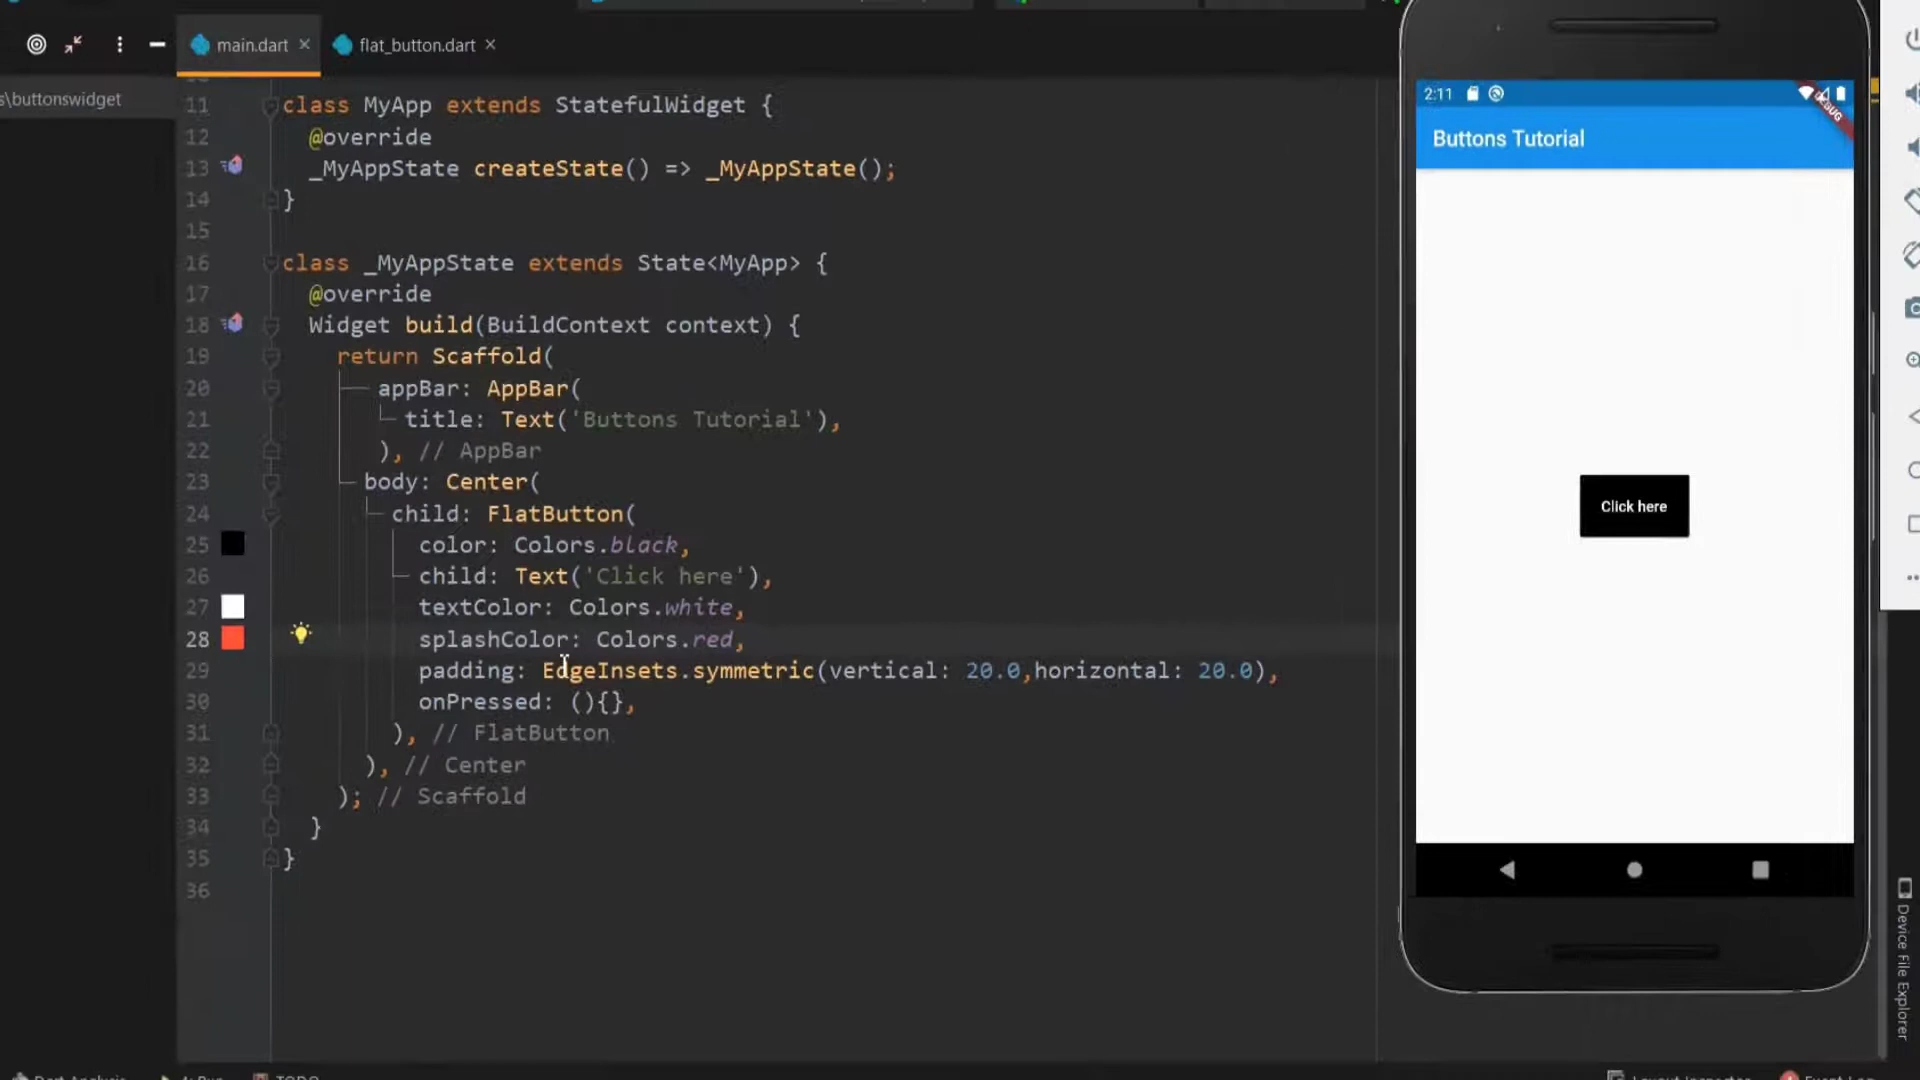 main.dart
flat_button.dart
s\buttonswidget
11 class MyApp extends StatefulWidget {
12 @override
13 _MyAppState createState() => _MyAppState();
14 }
15
16 class _MyAppState extends State<MyApp> {
17 @override
18 Widget build(BuildContext context) {
19 return Scaffold(
20 appBar: AppBar(
21 title: Text('Buttons Tutorial'),
22 ), // AppBar
23 body: Center(
24 child: FlatButton(
25 color: Colors.black,
26 child: Text('Click here'),
27 textColor: Colors.white,
28 splashColor: Colors.red,
29 padding: EdgeInsets.symmetric(vertical: 20.0,horizontal: 20.0),
30 onPressed: (){},
31 ), // FlatButton
32 ), // Center
33 ); // Scaffold
34 }
35 }
36
2:11
DEBUG
Buttons Tutorial
Click here
Device File Explorer